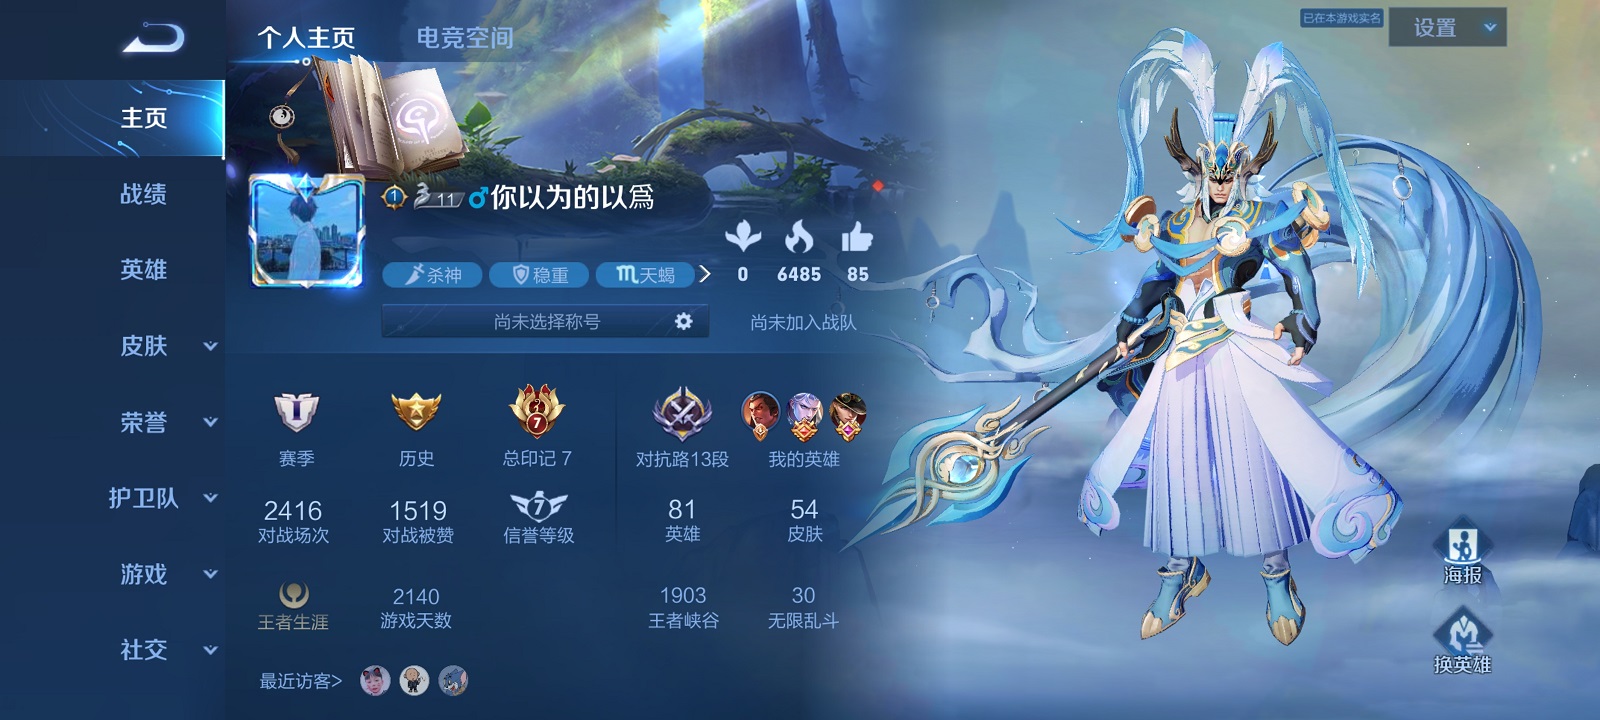 个人主页
电竞空间
已在本游戏实名
设置
主页
战绩
英雄
皮肤
荣誉
护卫队
游戏
社交
1
11
你以为的以爲
杀神
稳重
天蝎
0
6485
85
尚未选择称号
尚未加入战队
赛季
历史
7
总印记 7
对抗路13段
我的英雄
2416
对战场次
1519
对战被赞
7
信誉等级
81
英雄
54
皮肤
王者生涯
2140
游戏天数
1903
王者峡谷
30
无限乱斗
最近访客>
海报
换英雄